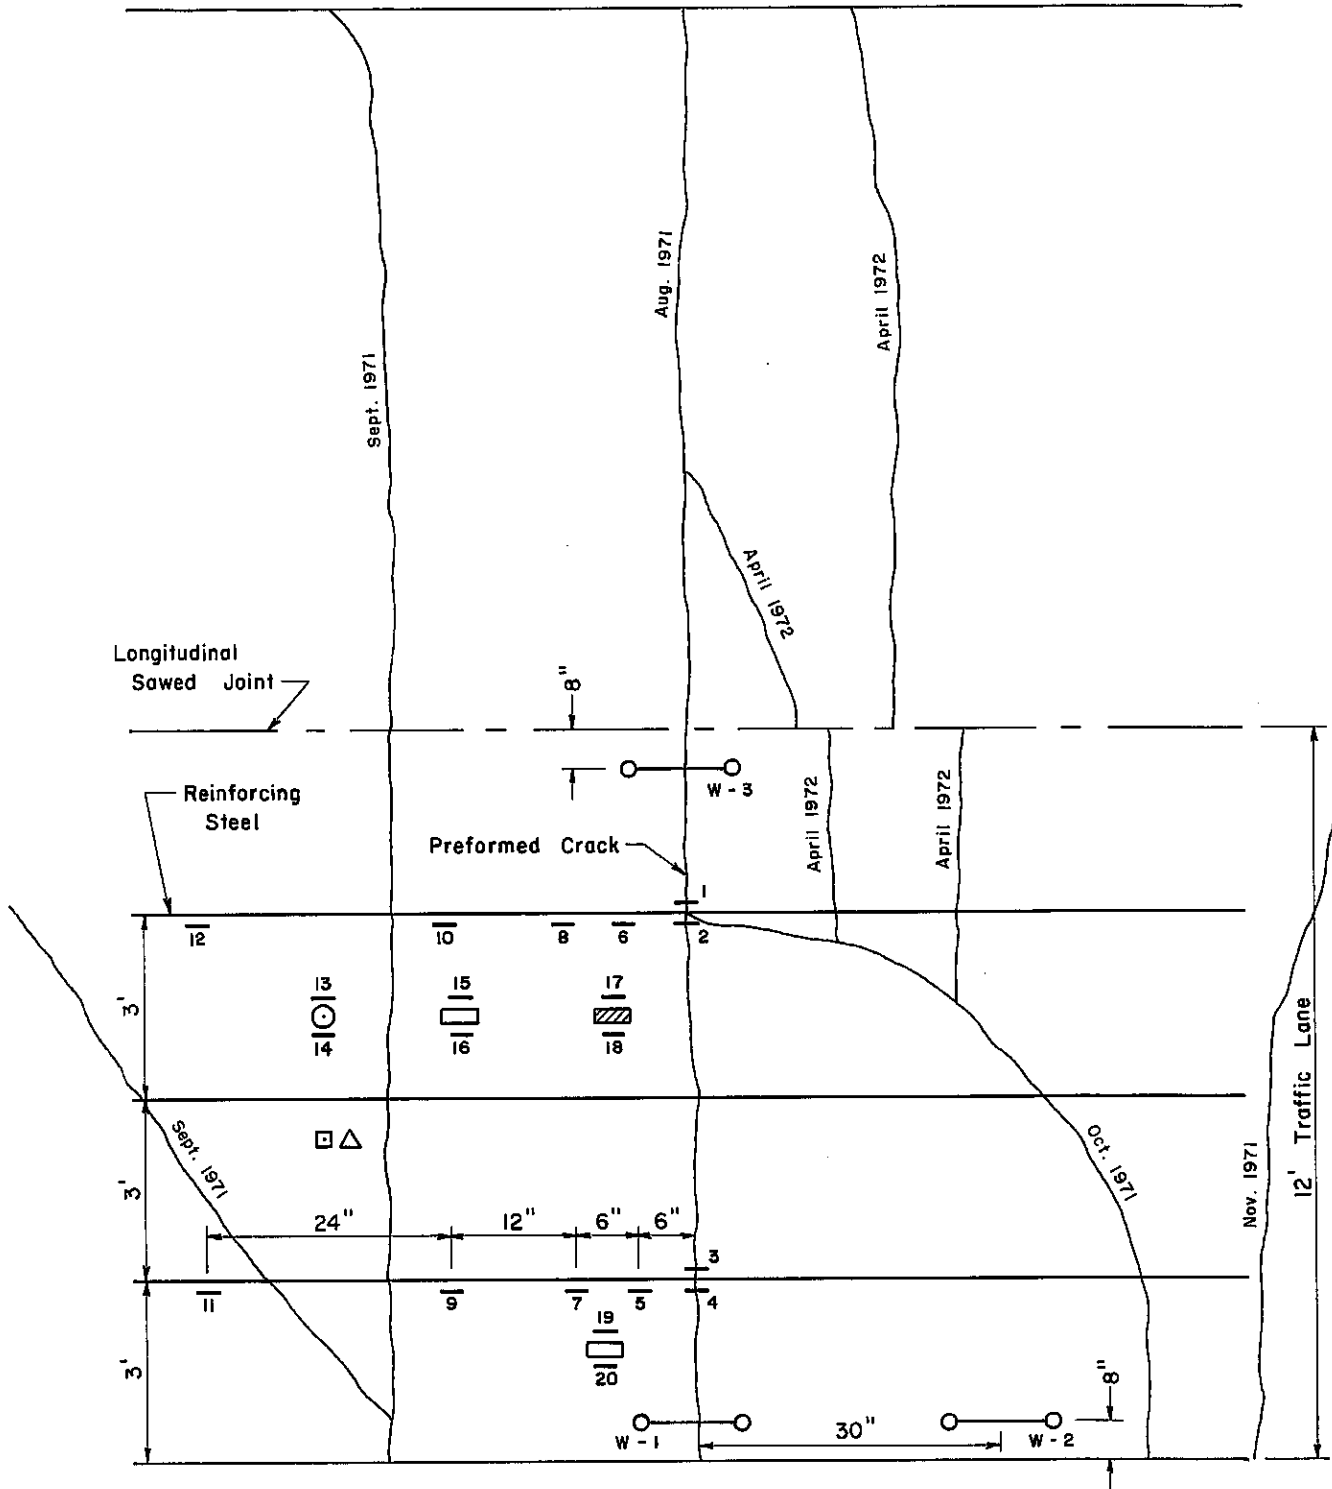 Sept. 1971
Aug. 1971
April 1972
April 1972
Longitudinal
Sawed Joint
8"
W-3
Reinforcing
Steel
Preformed Crack
April 1972
April 1972
1
12
10
8
6
2
3'
13
15
17
14
16
18
12' Traffic Lane
Sept. 1971
Oct. 1971
Nov. 1971
3'
24"
12"
6"
6"
3
11
9
7
5
4
3'
19
20
8"
W-1
30"
W-2